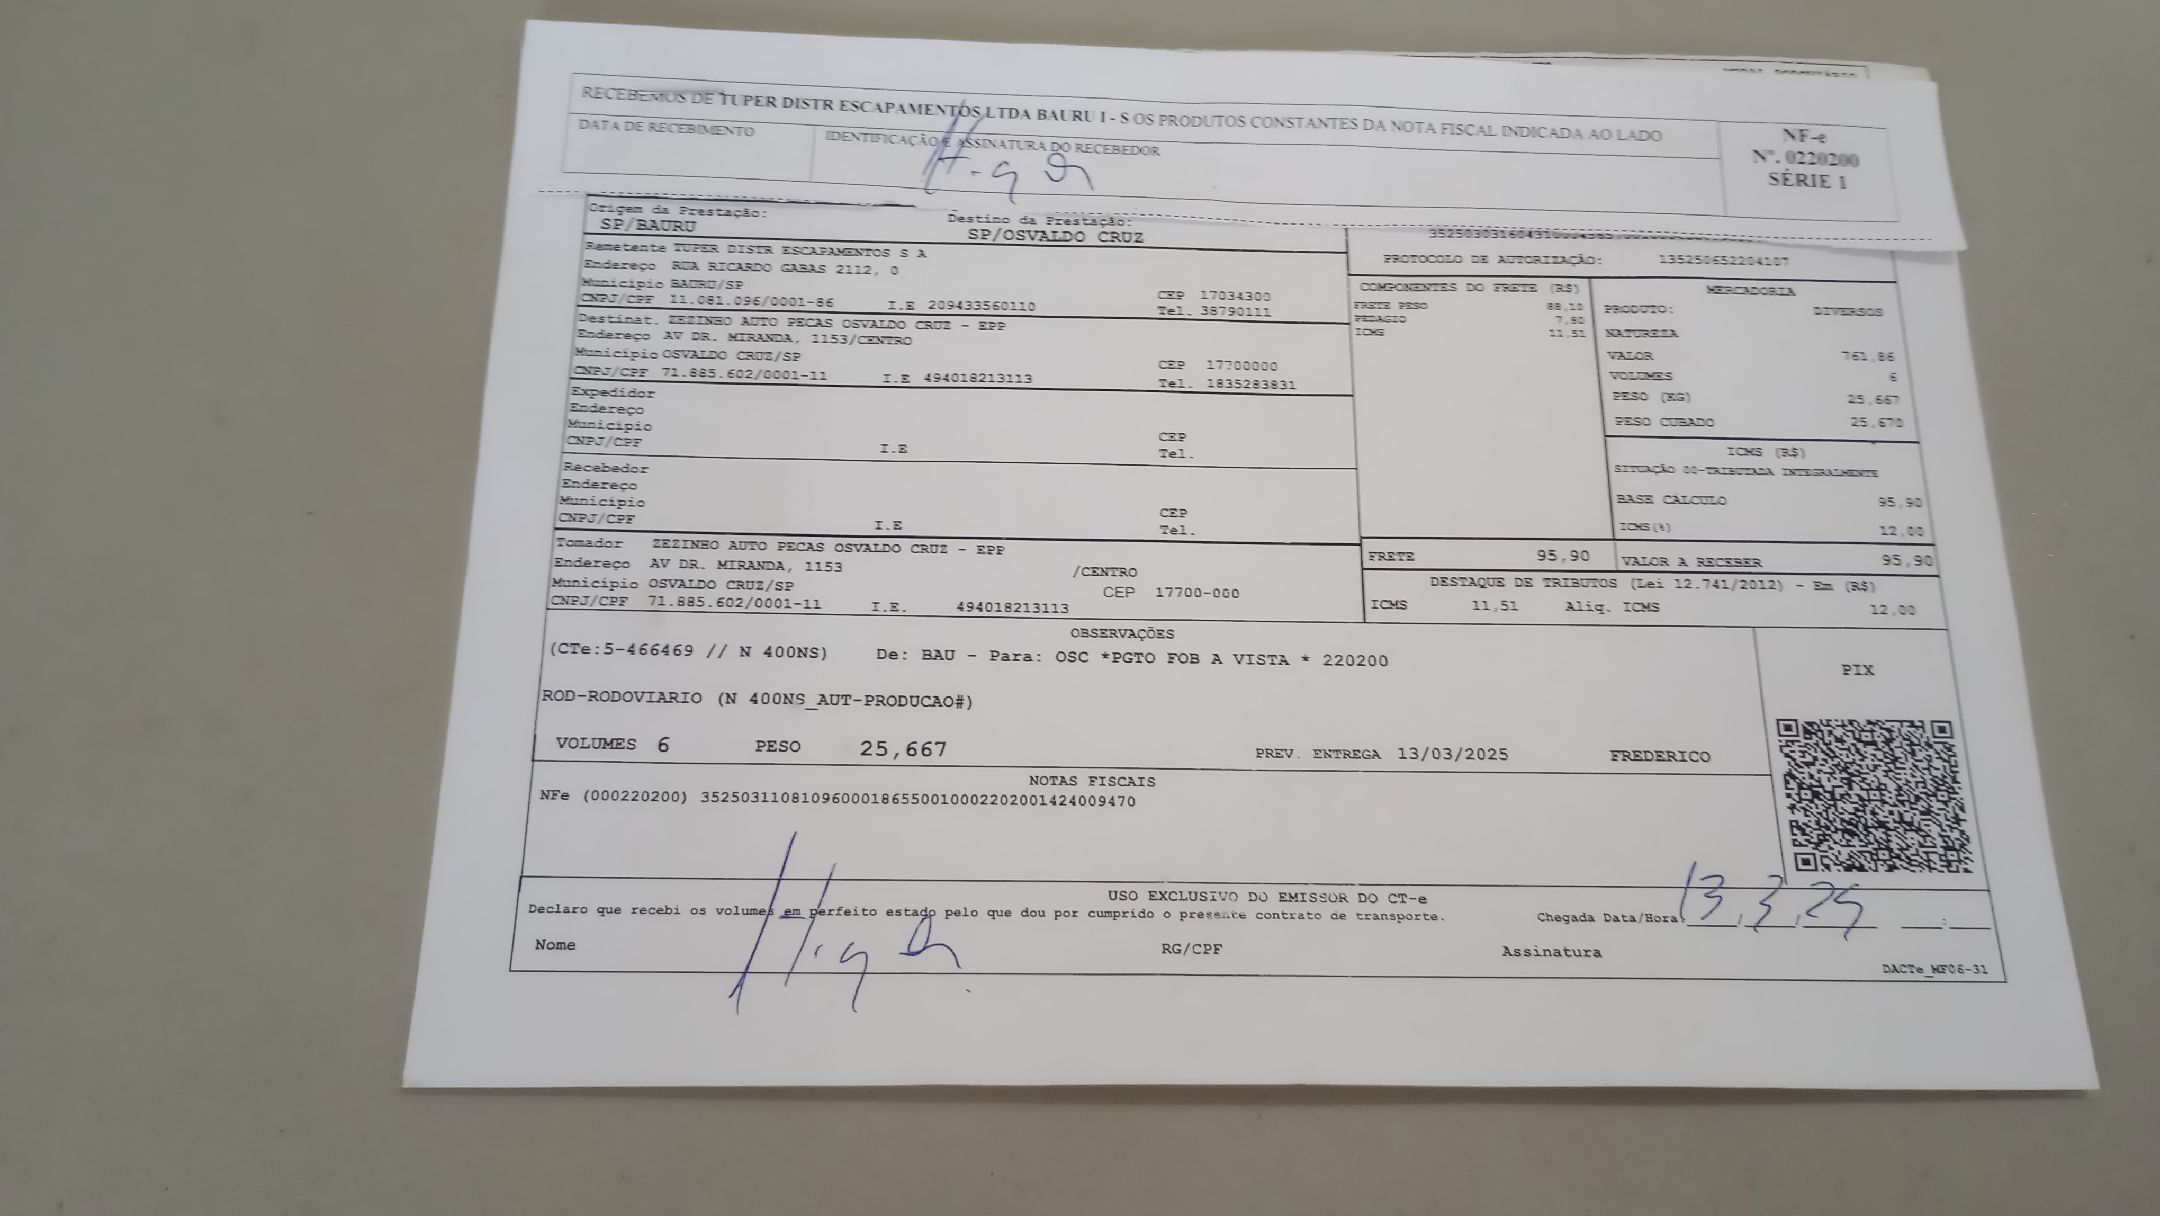 RECEBEMOS DE TUPER DISTR ESCAPAMENTOS LTDA BAURU I - S OS PRODUTOS CONSTANTES DA NOTA FISCAL INDICADA AO LADO
DATA DE RECEBIMENTO
IDENTIFICAÇÃO E ASSINATURA DO RECEBEDOR
NF-e
Nº. 0220200
SÉRIE 1
Origem da Prestação:
SP/BAURU
Destino da Prestação:
SP/OSVALDO CRUZ
Remetente TUPER DISTR ESCAPAMENTOS S A
Endereço RUA RICARDO GABAS 2112, 0
Município BAURU/SP CEP 17034300
CNPJ/CPF 11.081.096/0001-86 I.E 209433560110 Tel. 38790111
Destinat. ZEZINHO AUTO PECAS OSVALDO CRUZ - EPP
Endereço AV DR. MIRANDA, 1153/CENTRO
Município OSVALDO CRUZ/SP CEP 17700000
CNPJ/CPF 71.885.602/0001-11 I.E 494018213113 Tel. 1835283831
Expedidor
Endereço
Município CEP
CNPJ/CPF I.E Tel.
Recebedor
Endereço
Município CEP
CNPJ/CPF I.E Tel.
Tomador ZEZINHO AUTO PECAS OSVALDO CRUZ - EPP
Endereço AV DR. MIRANDA, 1153 /CENTRO
Município OSVALDO CRUZ/SP CEP 17700-000
CNPJ/CPF 71.885.602/0001-11 I.E. 494018213113
PROTOCOLO DE AUTORIZAÇÃO: 135250652204107
COMPONENTES DO FRETE (R$)
FRETE PESO 88,10
PEDAGIO 7,80
ICMS 11,51
MERCADORIA
PRODUTO: DIVERSOS
NATUREZA
VALOR 761,86
VOLUMES 6
PESO (KG) 25,667
PESO CUBADO 25,670
ICMS (R$)
SITUAÇÃO 00-TRIBUTADA INTEGRALMENTE
BASE CÁLCULO 95,90
ICMS(%) 12,00
FRETE 95,90
VALOR A RECEBER 95,90
DESTAQUE DE TRIBUTOS (Lei 12.741/2012) - Em (R$)
ICMS 11,51 Aliq. ICMS 12,00
OBSERVAÇÕES
(CTe:5-466469 // N 400NS) De: BAU - Para: OSC *PGTO FOB A VISTA * 220200
ROD-RODOVIARIO (N 400NS_AUT-PRODUCAO#)
VOLUMES 6 PESO 25,667 PREV. ENTREGA 13/03/2025 FREDERICO
PIX
NOTAS FISCAIS
NFe (000220200) 35250311081096000186550010002202001424009470
USO EXCLUSIVO DO EMISSOR DO CT-e
Declaro que recebi os volumes em perfeito estado pelo que dou por cumprido o presente contrato de transporte.
Chegada Data/Hora: 13/3/25
Nome RG/CPF Assinatura
DACTe_MF06-31